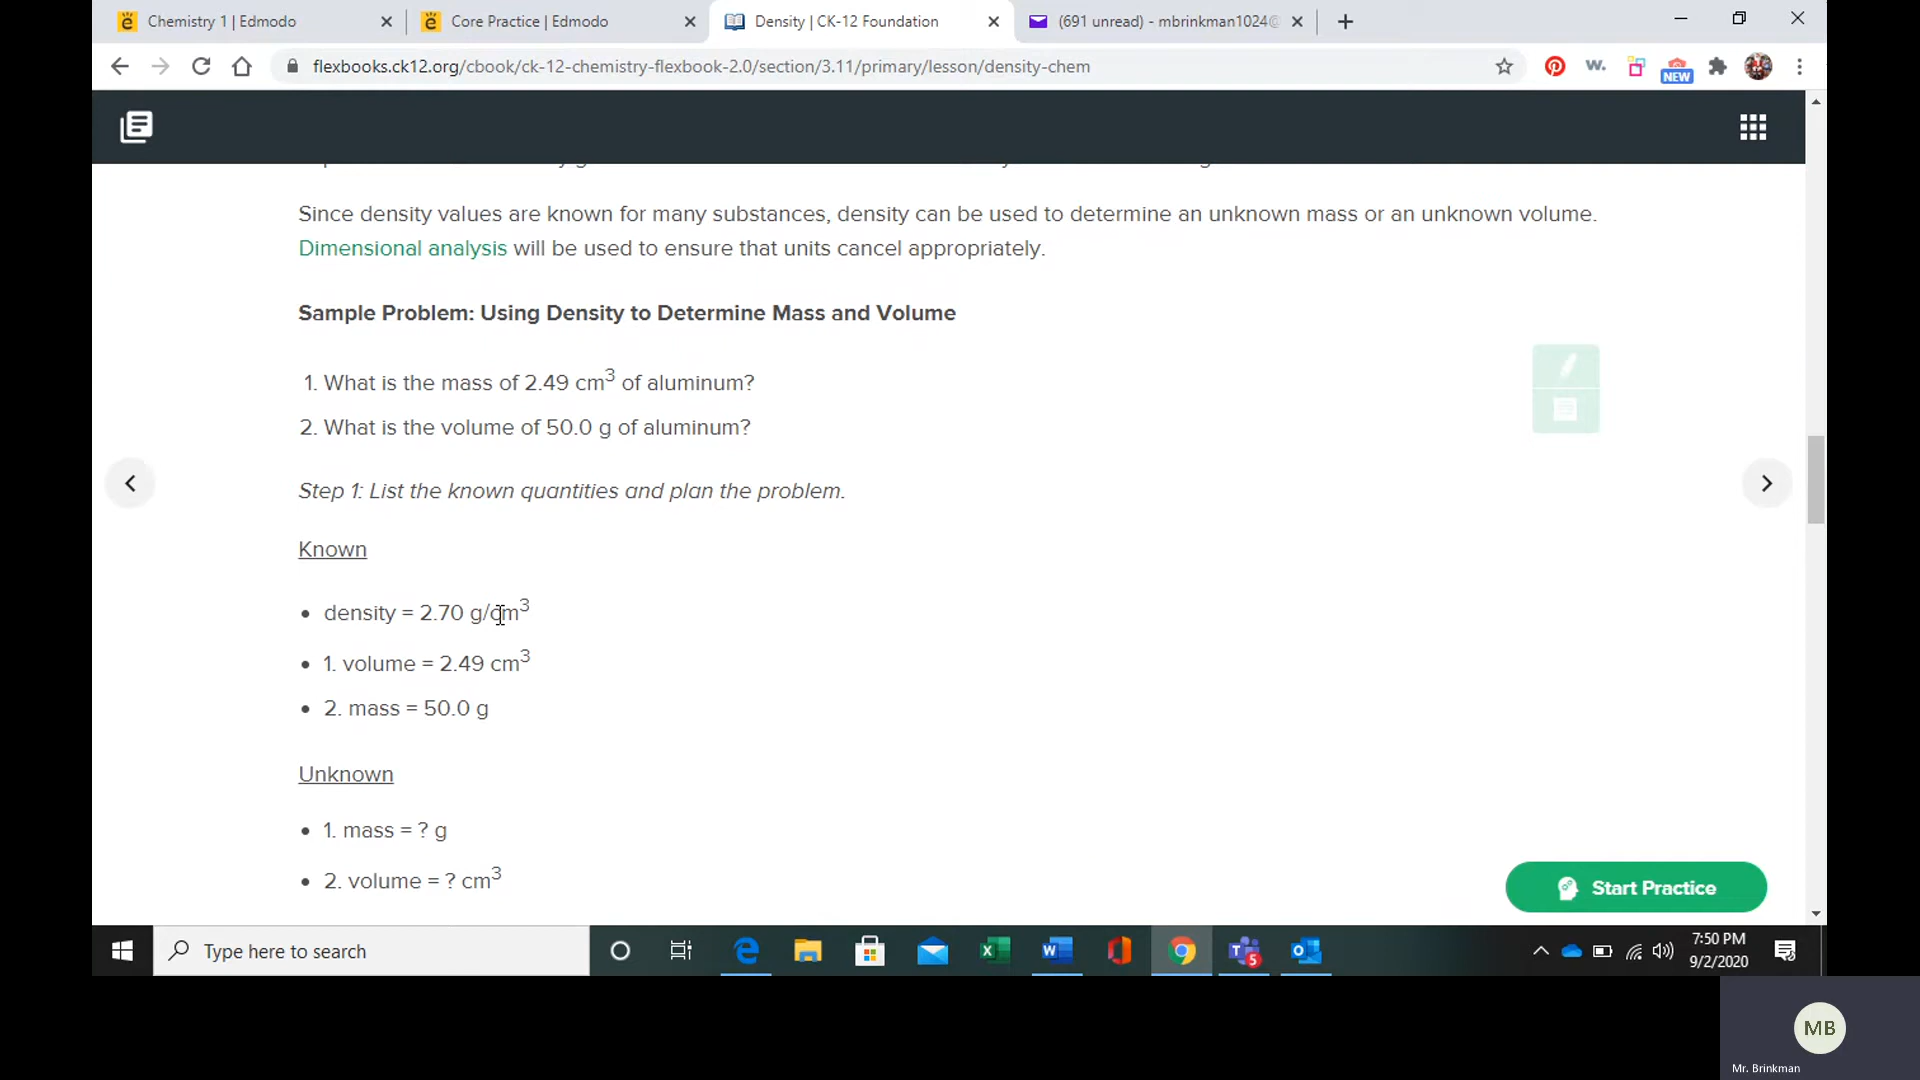 Chemistry 1 | Edmodo
Core Practice | Edmodo
Density | CK-12 Foundation
(691 unread) - mbrinkman1024@
flexbooks.ck12.org/cbook/ck-12-chemistry-flexbook-2.0/section/3.11/primary/lesson/density-chem
W.
NEW
Since density values are known for many substances, density can be used to determine an unknown mass or an unknown volume.
Dimensional analysis will be used to ensure that units cancel appropriately.
Sample Problem: Using Density to Determine Mass and Volume
1. What is the mass of 2.49 cm³ of aluminum?
2. What is the volume of 50.0 g of aluminum?
Step 1: List the known quantities and plan the problem.
Known
• density = 2.70 g/cm³
• 1. volume = 2.49 cm³
• 2. mass = 50.0 g
Unknown
• 1. mass = ? g
• 2. volume = ? cm³
Start Practice
Type here to search
5
7:50 PM
9/2/2020
MB
Mr. Brinkman